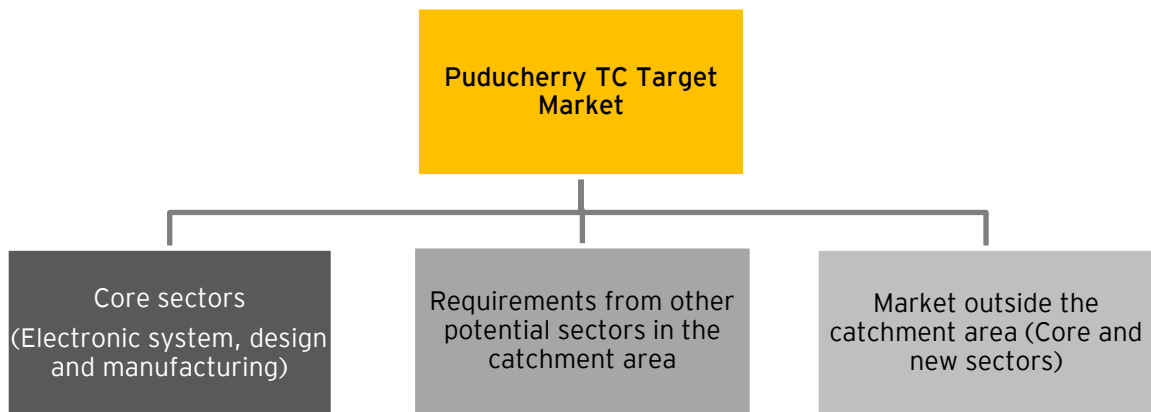 Puducherry TC Target
Market
Core sectors
(Electronic system, design
and manufacturing)
Requirements from other
potential sectors in the
catchment area
Market outside the
catchment area (Core and
new sectors)